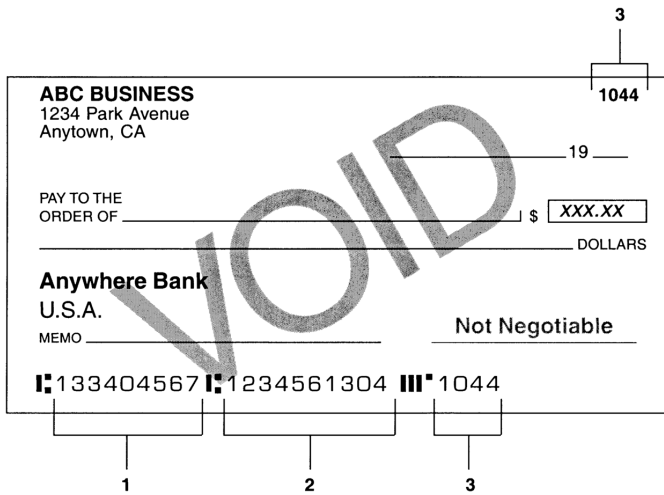 3
ABC BUSINESS
1234 Park Avenue
Anytown, CA
1044
19
PAY TO THE
ORDER OF
$ XXX.XX
DOLLARS
VOID
Anywhere Bank
U.S.A.
MEMO
Not Negotiable
⑆133404567⑆1234561304⑈1044
1 2 3